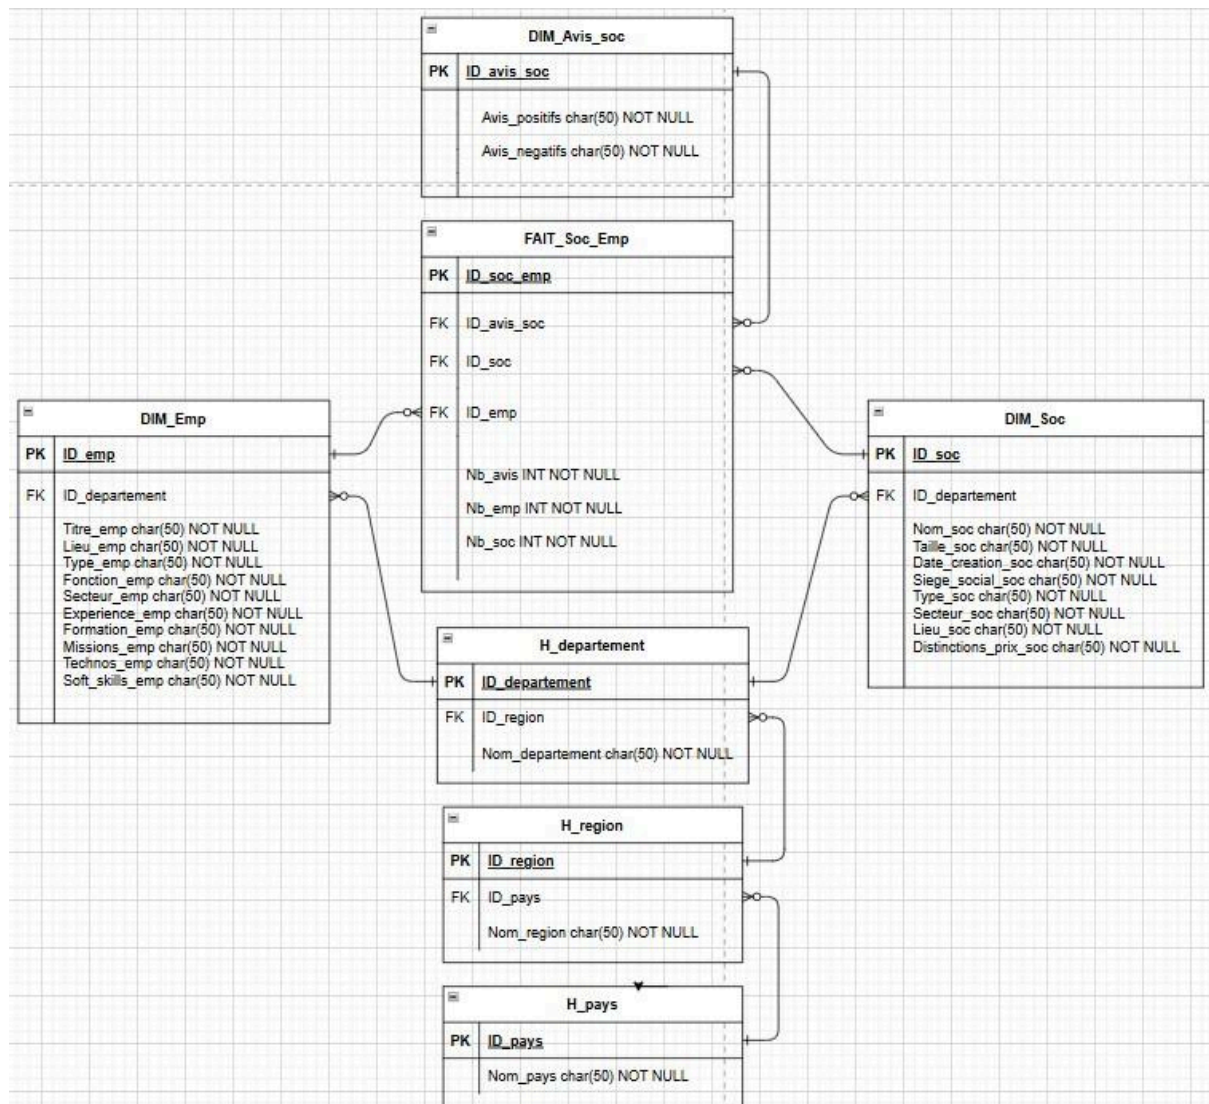 DIM_Avis_soc
PK ID_avis_soc
Avis_positifs char(50) NOT NULL
Avis_negatifs char(50) NOT NULL
FAIT_Soc_Emp
PK ID_soc_emp
FK ID_avis_soc
FK ID_soc
FK ID_emp
Nb_avis INT NOT NULL
Nb_emp INT NOT NULL
Nb_soc INT NOT NULL
DIM_Emp
PK ID_emp
FK ID_departement
Titre_emp char(50) NOT NULL
Lieu_emp char(50) NOT NULL
Type_emp char(50) NOT NULL
Fonction_emp char(50) NOT NULL
Secteur_emp char(50) NOT NULL
Experience_emp char(50) NOT NULL
Formation_emp char(50) NOT NULL
Missions_emp char(50) NOT NULL
Technos_emp char(50) NOT NULL
Soft_skills_emp char(50) NOT NULL
DIM_Soc
PK ID_soc
FK ID_departement
Nom_soc char(50) NOT NULL
Taille_soc char(50) NOT NULL
Date_creation_soc char(50) NOT NULL
Siege_social_soc char(50) NOT NULL
Type_soc char(50) NOT NULL
Secteur_soc char(50) NOT NULL
Lieu_soc char(50) NOT NULL
Distinctions_prix_soc char(50) NOT NULL
H_departement
PK ID_departement
FK ID_region
Nom_departement char(50) NOT NULL
H_region
PK ID_region
FK ID_pays
Nom_region char(50) NOT NULL
H_pays
PK ID_pays
Nom_pays char(50) NOT NULL